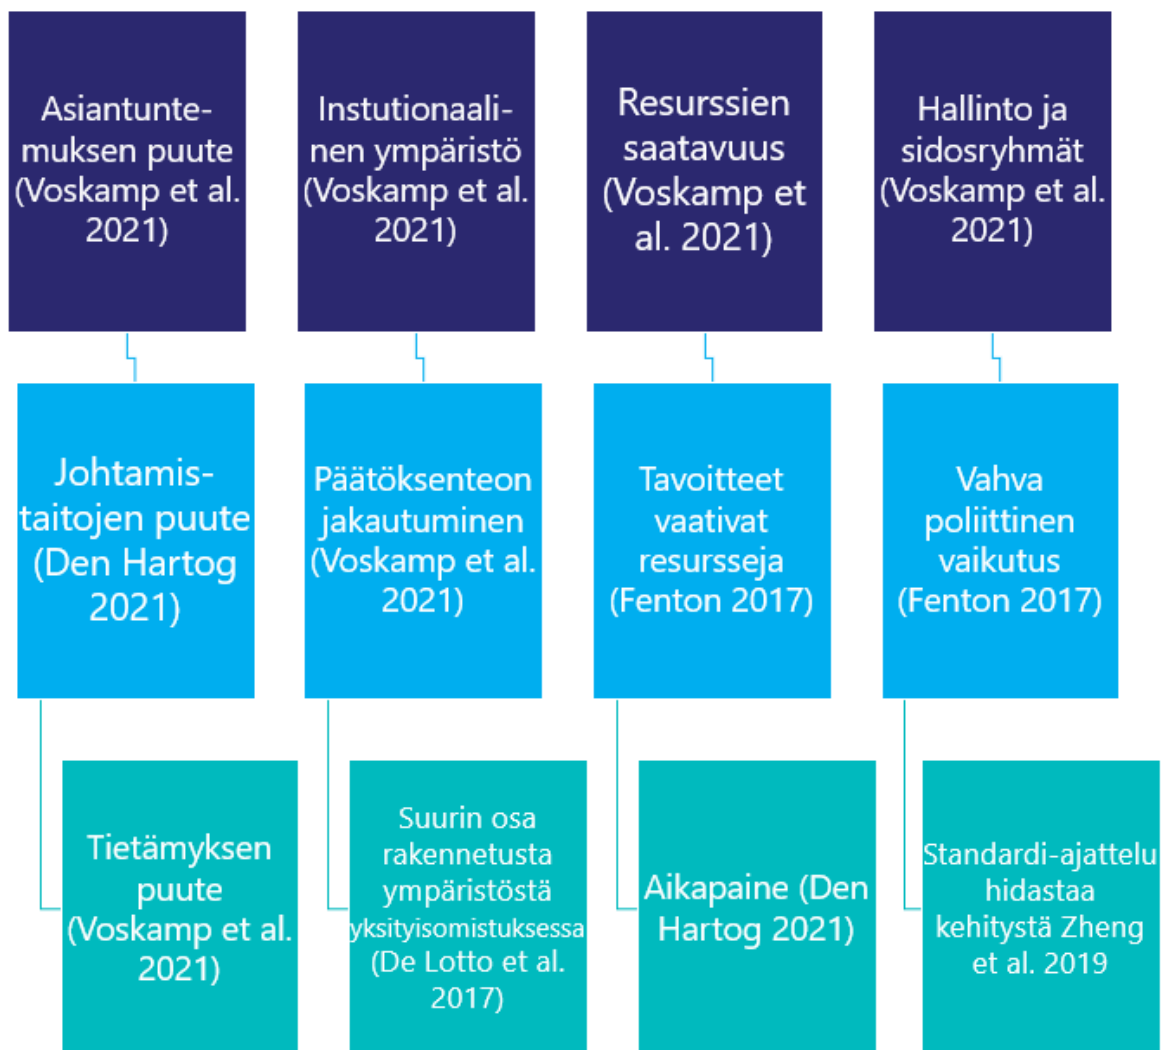 Asiantunte-
muksen puute
(Voskamp et al.
2021)
Instutionaali-
nen ympäristö
(Voskamp et al.
2021)
Resurssien
saatavuus
(Voskamp et
al. 2021)
Hallinto ja
sidosryhmät
(Voskamp et al.
2021)
Johtamis-
taitojen puute
(Den Hartog
2021)
Päätöksenteon
jakautuminen
(Voskamp et al.
2021)
Tavoitteet
vaativat
resursseja
(Fenton 2017)
Vahva
poliittinen
vaikutus
(Fenton 2017)
Tietämyksen
puute
(Voskamp et al.
2021)
Suurin osa
rakennetusta
ympäristöstä
yksityisomistuksessa
(De Lotto et al.
2017)
Aikapaine (Den
Hartog 2021)
Standardi-ajattelu
hidastaa
kehitystä Zheng
et al. 2019